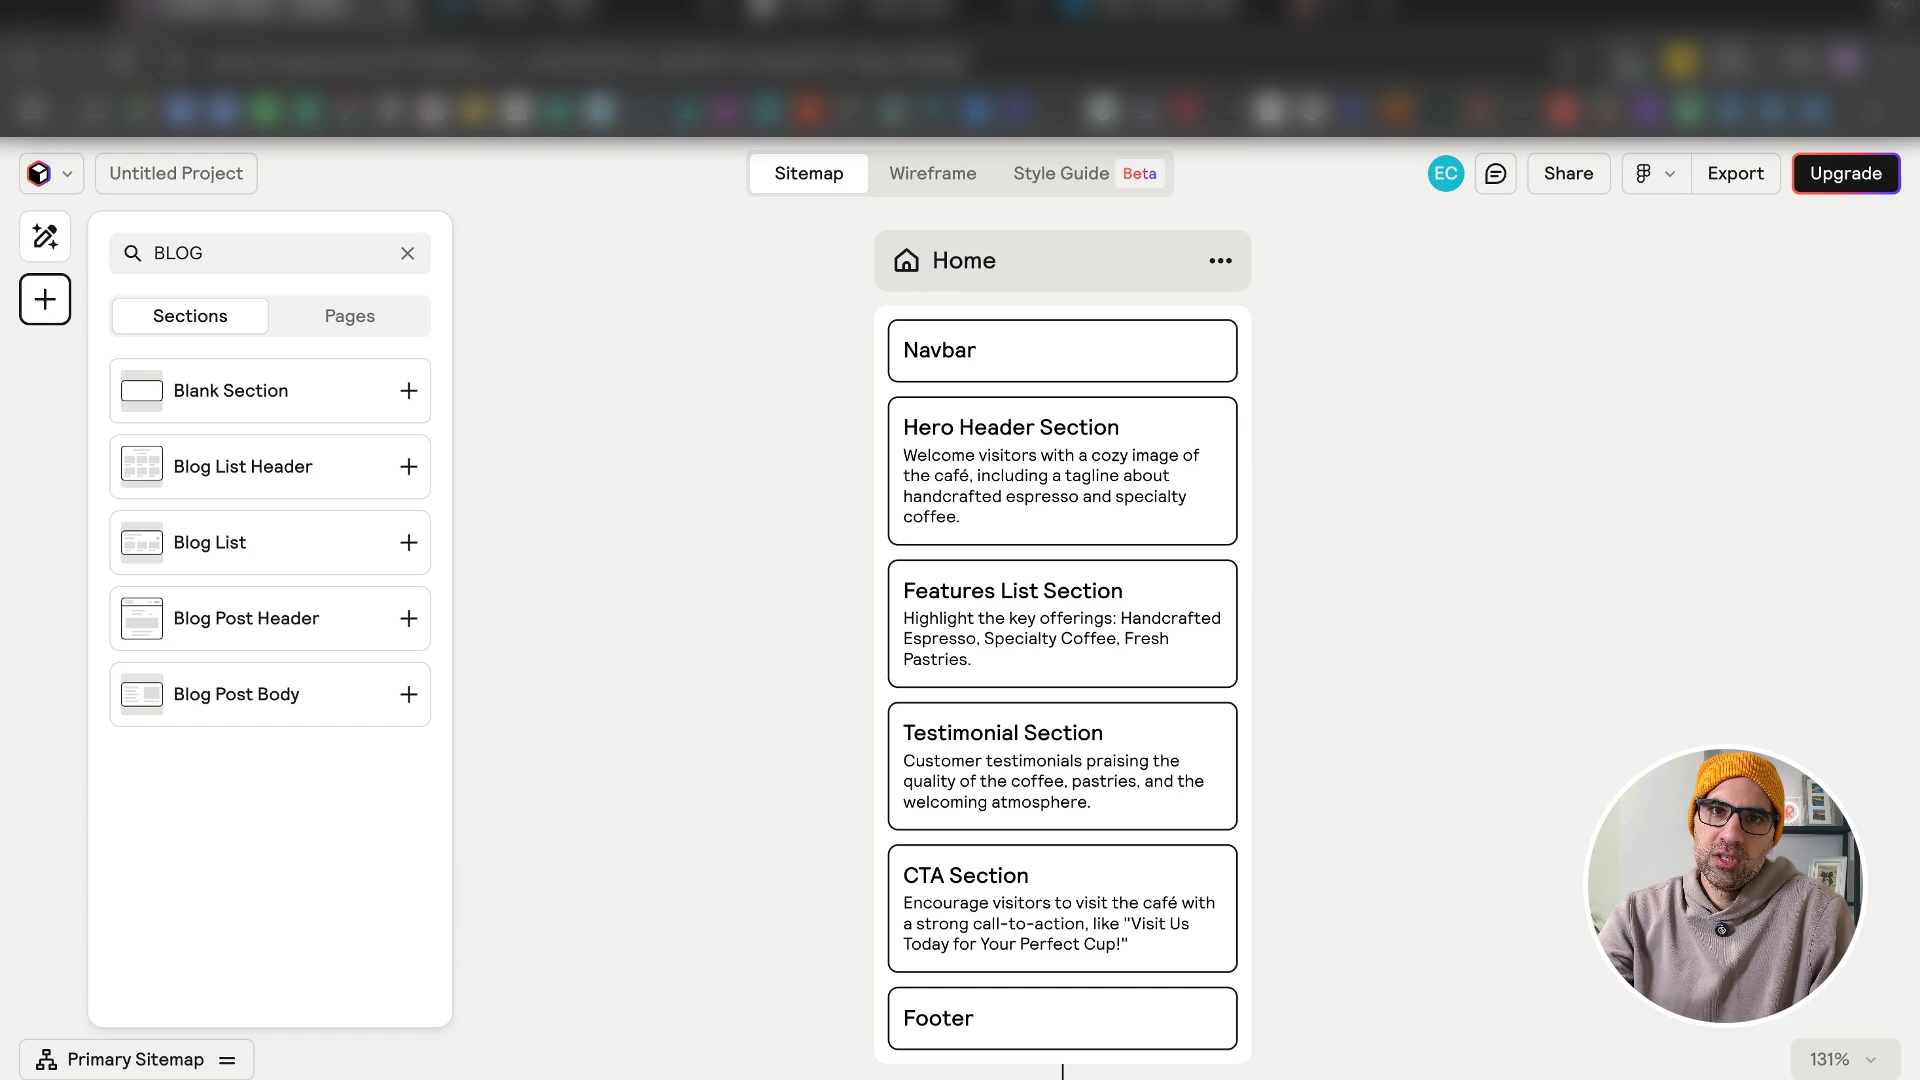 Untitled Project
Sitemap
Wireframe
Style Guide
Beta
EC
Share
Export
Upgrade
BLOG
Sections
Pages
Blank Section
Blog List Header
Blog List
Blog Post Header
Blog Post Body
Home
Navbar
Hero Header Section
Welcome visitors with a cozy image of
the café, including a tagline about
handcrafted espresso and specialty
coffee.
Features List Section
Highlight the key offerings: Handcrafted
Espresso, Specialty Coffee, Fresh
Pastries.
Testimonial Section
Customer testimonials praising the
quality of the coffee, pastries, and the
welcoming atmosphere.
CTA Section
Encourage visitors to visit the café with
a strong call-to-action, like "Visit Us
Today for Your Perfect Cup!"
Footer
Primary Sitemap
131%